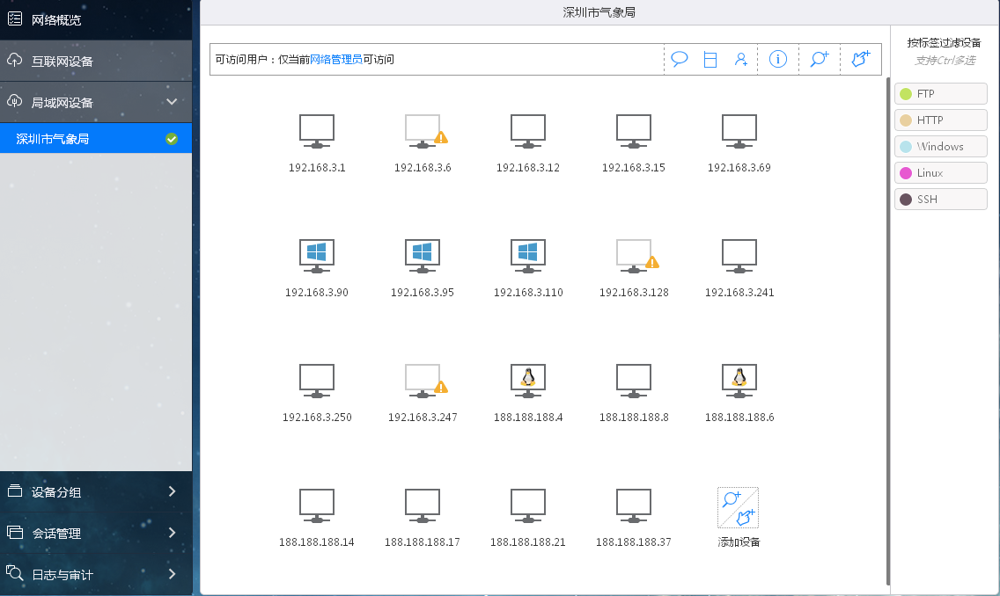 网络概览
互联网设备
局域网设备
深圳市气象局
设备分组
会话管理
日志与审计
深圳市气象局
可访问用户：仅当前网络管理员可访问
192.168.3.1
192.168.3.6
192.168.3.12
192.168.3.15
192.168.3.69
192.168.3.90
192.168.3.95
192.168.3.110
192.168.3.128
192.168.3.241
192.168.3.250
192.168.3.247
188.188.188.4
188.188.188.8
188.188.188.6
188.188.188.14
188.188.188.17
188.188.188.21
188.188.188.37
添加设备
按标签过滤设备
支持Ctrl多选
FTP
HTTP
Windows
Linux
SSH